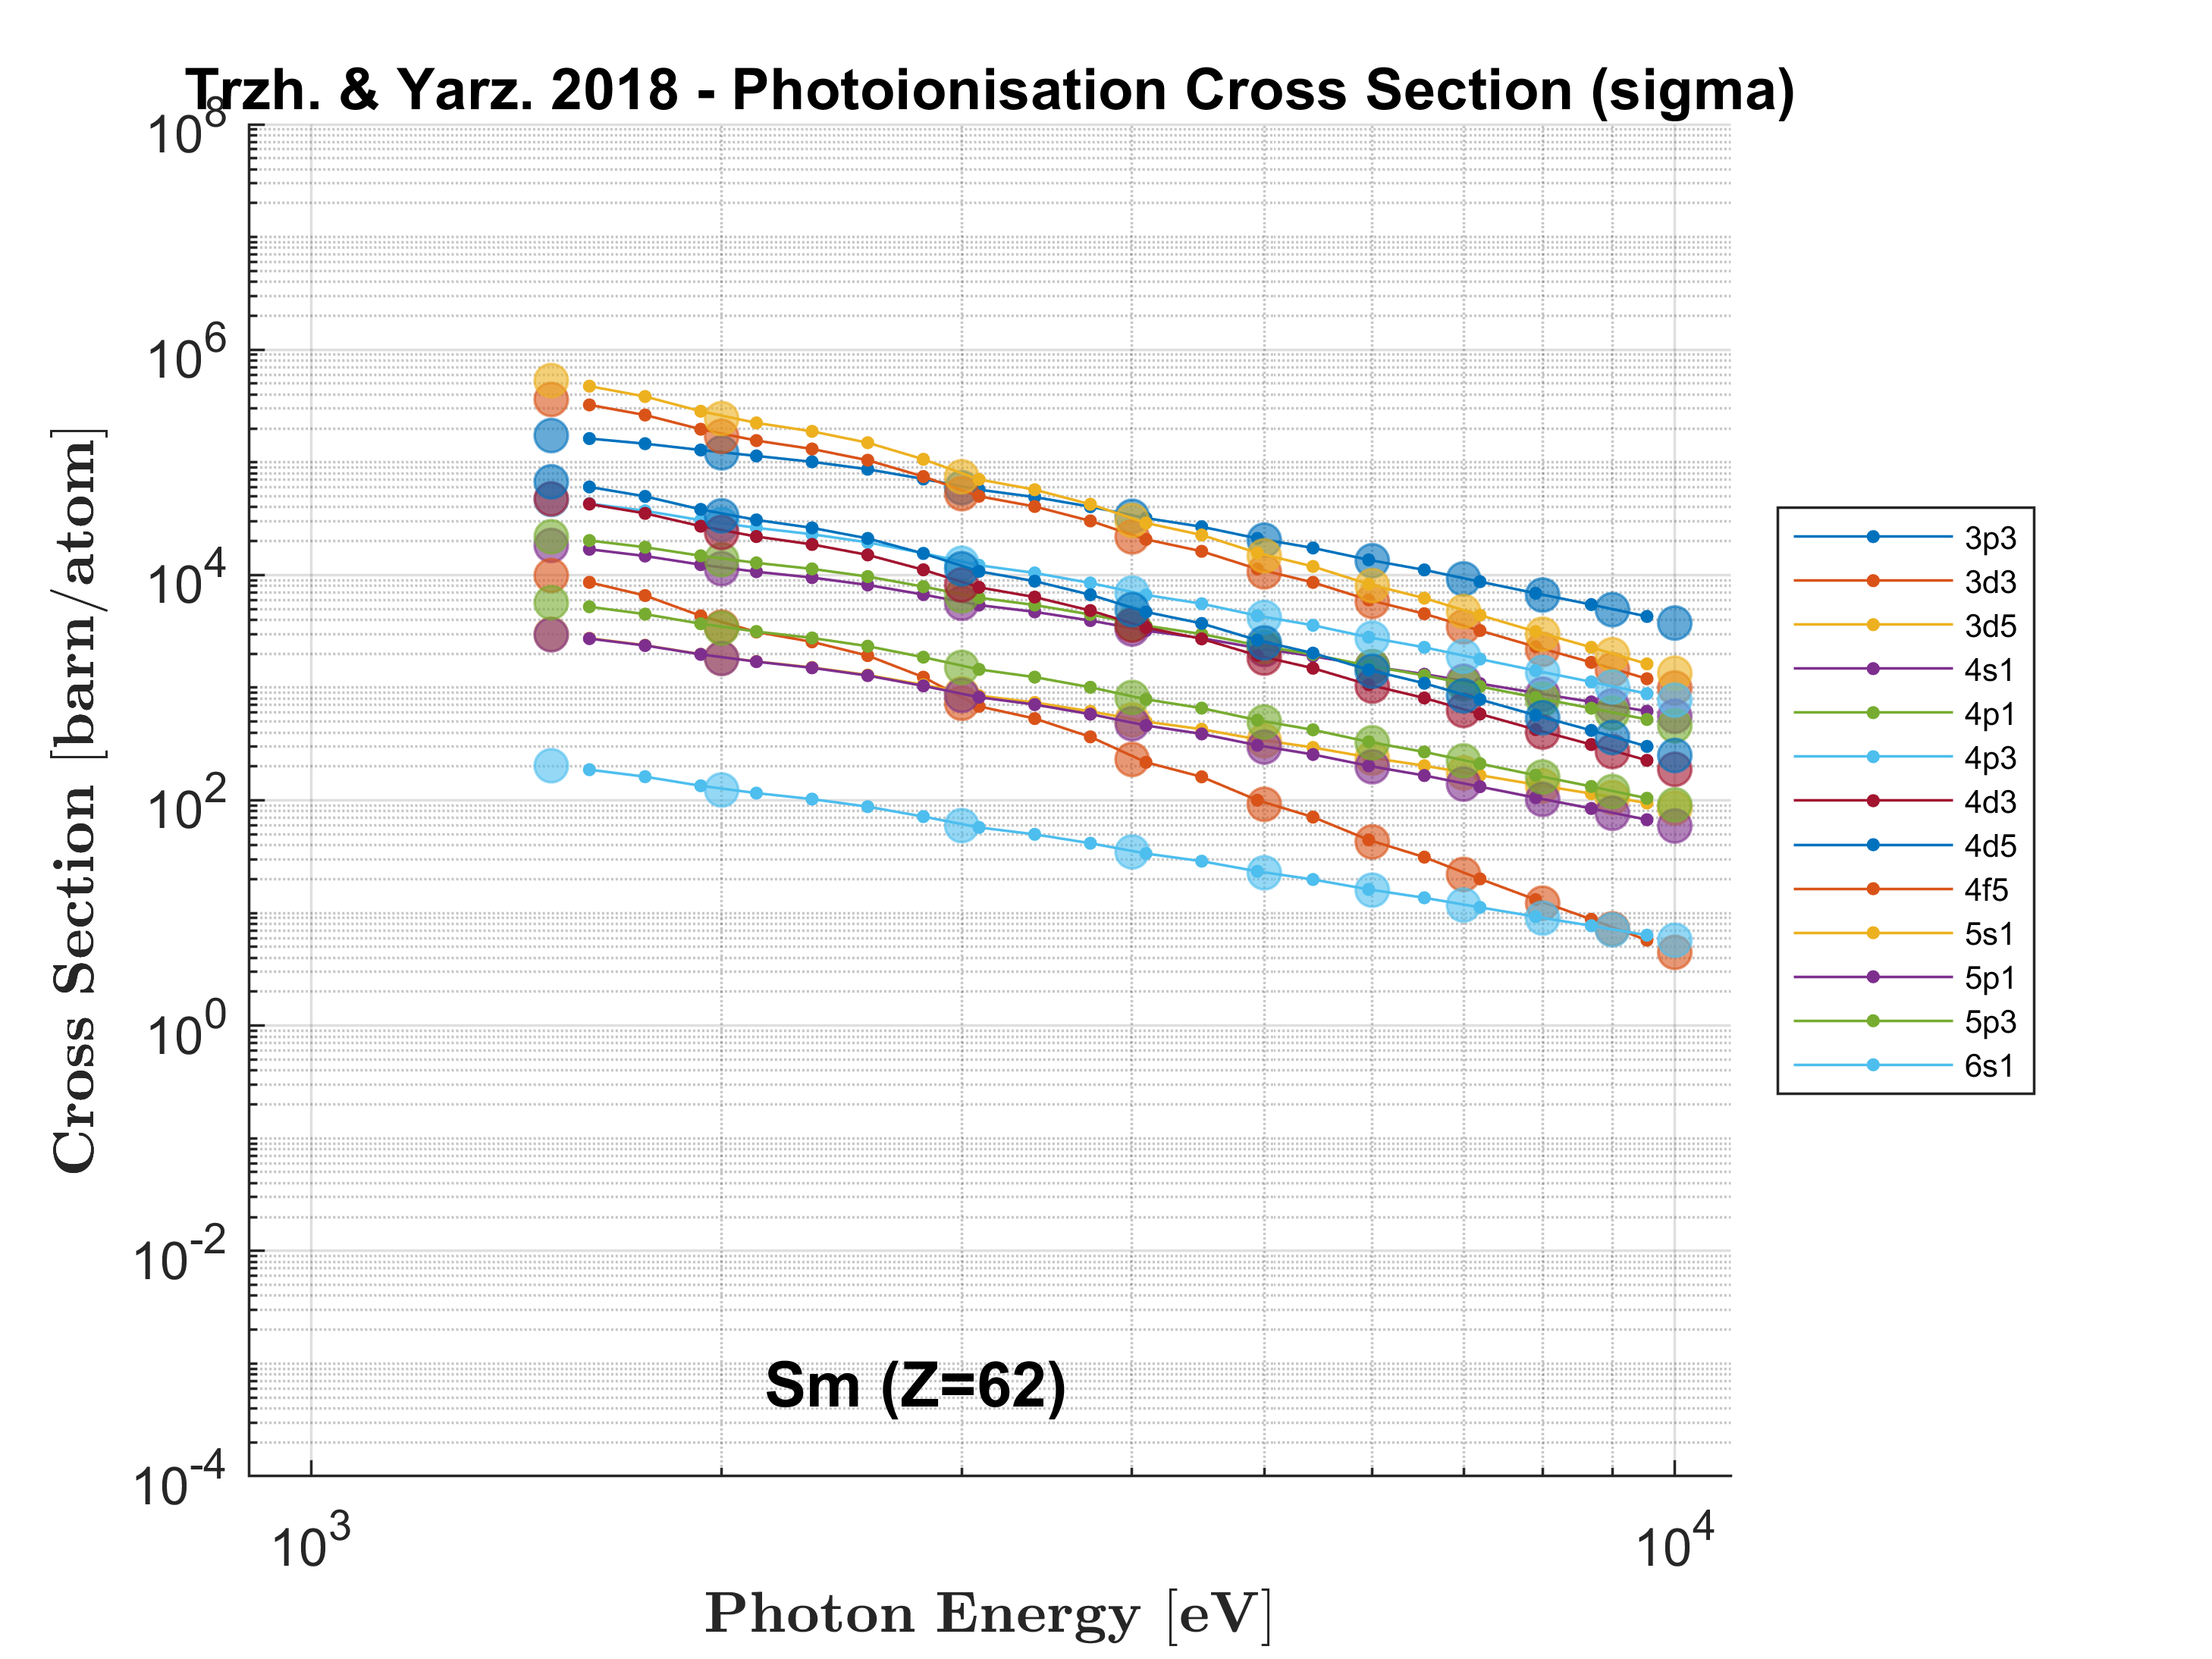 Trzh. & Yarz. 2018 - Photoionisation Cross Section (sigma)
10^8
10^6
10^4
10^2
10^0
10^-2
10^-4
Cross Section [barn/atom]
3p3
3d3
3d5
4s1
4p1
4p3
4d3
4d5
4f5
5s1
5p1
5p3
6s1
Sm (Z=62)
10^3
10^4
Photon Energy [eV]